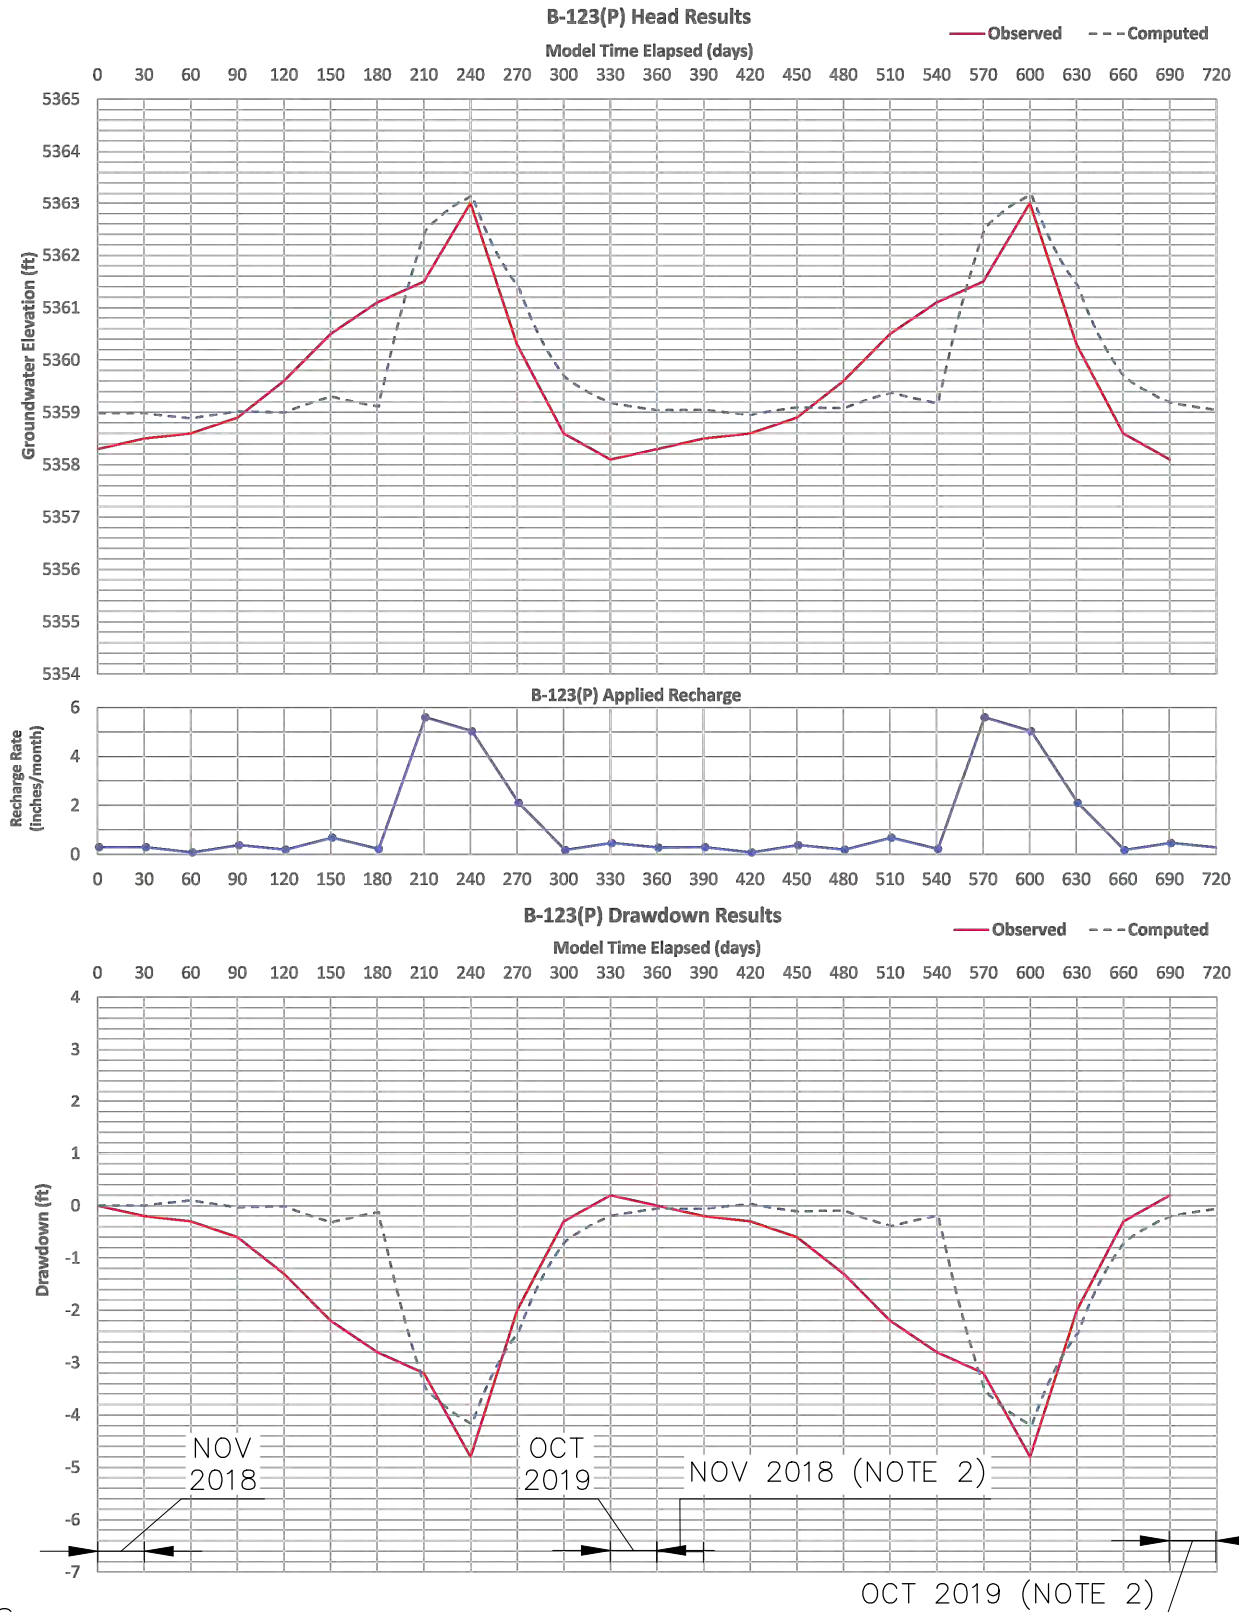 B-123(P) Head Results
Observed Computed
Model Time Elapsed (days)
0 30 60 90 120 150 180 210 240 270 300 330 360 390 420 450 480 510 540 570 600 630 660 690 720
5365
5364
5363
5362
5361
5360
5359
5358
5357
5356
5355
5354
Groundwater Elevation (ft)
B-123(P) Applied Recharge
6
4
2
0
Recharge Rate
(inches/month)
0 30 60 90 120 150 180 210 240 270 300 330 360 390 420 450 480 510 540 570 600 630 660 690 720
B-123(P) Drawdown Results
Observed Computed
Model Time Elapsed (days)
0 30 60 90 120 150 180 210 240 270 300 330 360 390 420 450 480 510 540 570 600 630 660 690 720
4
3
2
1
0
-1
-2
-3
-4
-5
-6
-7
Drawdown (ft)
NOV
2018
OCT
2019
NOV 2018 (NOTE 2)
OCT 2019 (NOTE 2)